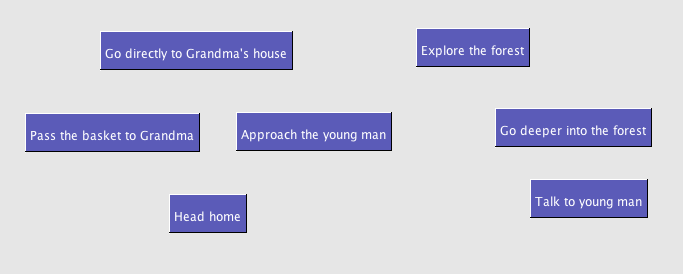 Go directly to Grandma's house
Explore the forest
Pass the basket to Grandma
Approach the young man
Go deeper into the forest
Talk to young man
Head home